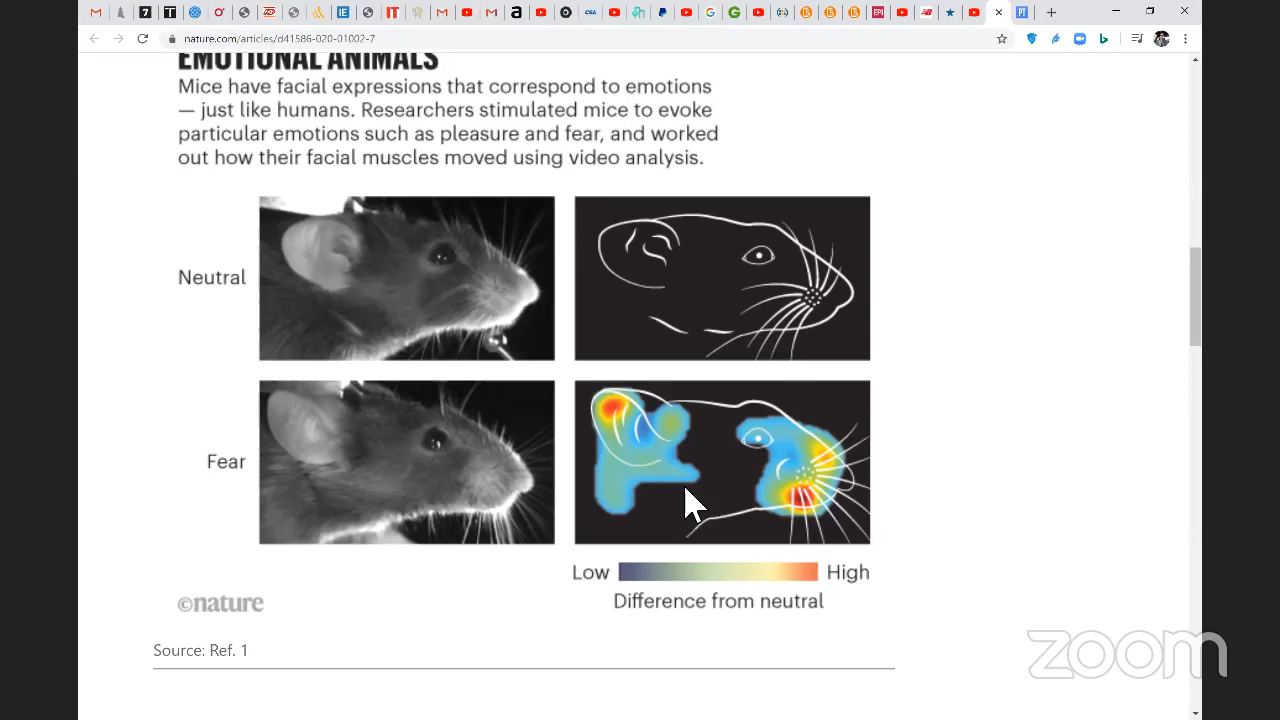 nature.com/articles/d41586-020-01002-7
EMOTIONAL ANIMALS
Mice have facial expressions that correspond to emotions
— just like humans. Researchers stimulated mice to evoke
particular emotions such as pleasure and fear, and worked
out how their facial muscles moved using video analysis.
Neutral
Fear
Low High
Difference from neutral
©nature
Source: Ref. 1
zoom